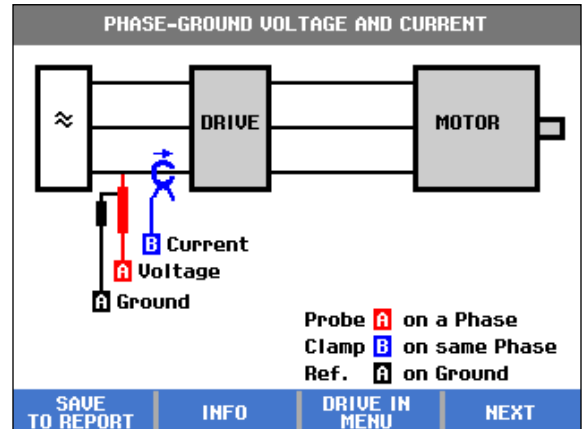 PHASE-GROUND VOLTAGE AND CURRENT
≈
DRIVE
MOTOR
B Current
A Voltage
A Ground
Probe A on a Phase
Clamp B on same Phase
Ref. A on Ground
SAVE TO REPORT
INFO
DRIVE IN MENU
NEXT